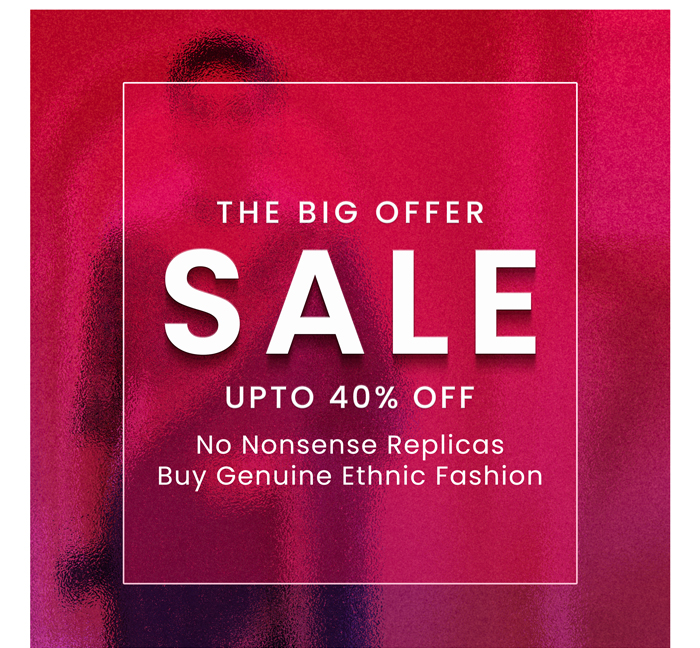 THE BIG OFFER
SALE
UPTO 40% OFF
No Nonsense Replicas
Buy Genuine Ethnic Fashion